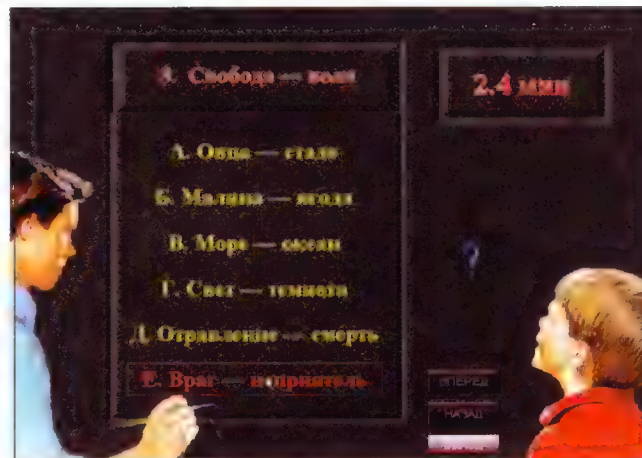 Свобода — воля
2,4 мин
А. Овца — стадо
Б. Малина — ягода
В. Море — океан
Г. Свет — темнота
Д. Отравление — смерть
?
Е. Враг — неприятель
ВПЕРЕД
НАЗАД